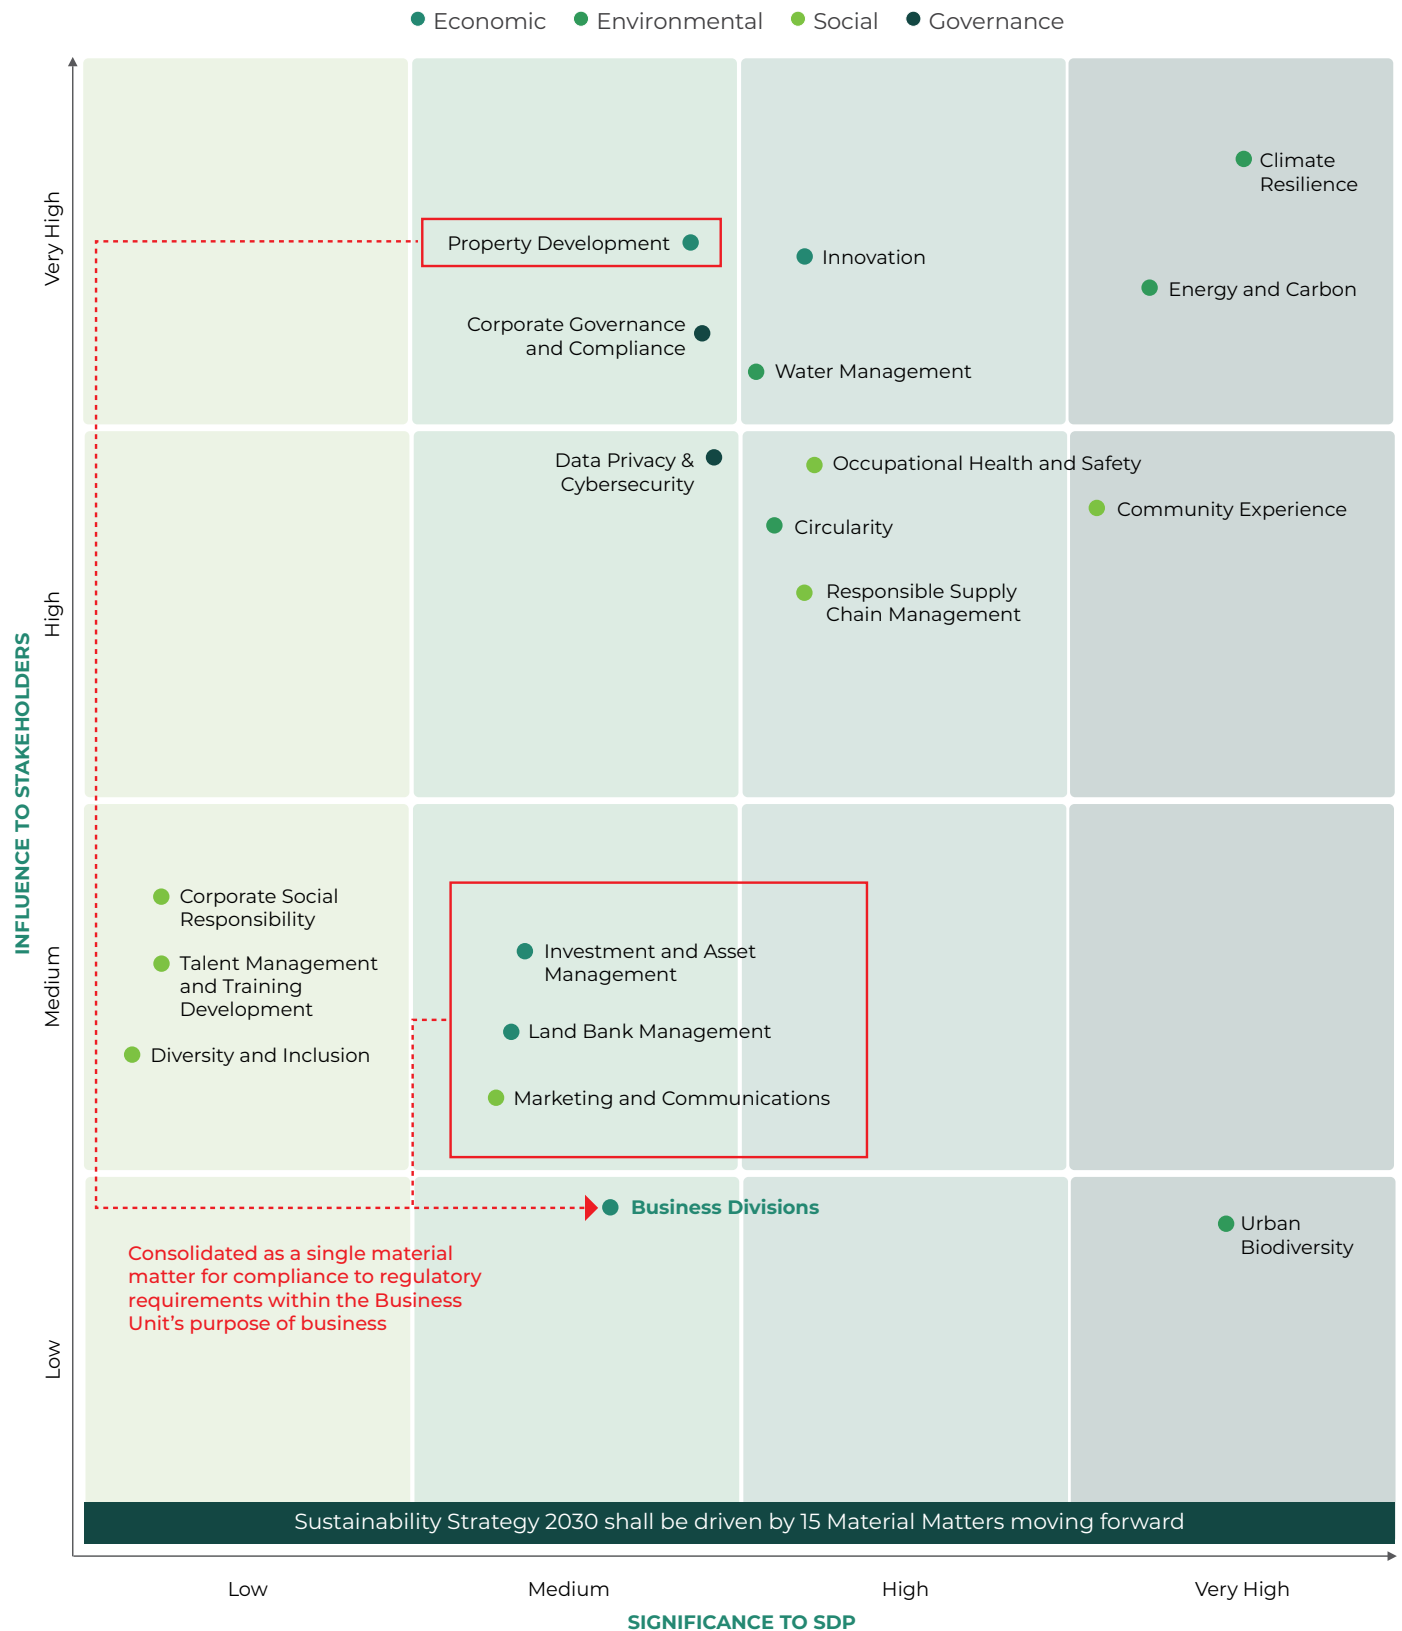 Economic Environmental Social Governance
Very High
High
Medium
Low
INFLUENCE TO STAKEHOLDERS
Climate
Resilience
Property Development
Innovation
Energy and Carbon
Corporate Governance
and Compliance
Water Management
Data Privacy &
Cybersecurity
Occupational Health and Safety
Community Experience
Circularity
Responsible Supply
Chain Management
Corporate Social
Responsibility
Talent Management
and Training
Development
Diversity and Inclusion
Investment and Asset
Management
Land Bank Management
Marketing and Communications
Business Divisions
Urban
Biodiversity
Consolidated as a single material
matter for compliance to regulatory
requirements within the Business
Unit’s purpose of business
Sustainability Strategy 2030 shall be driven by 15 Material Matters moving forward
Low Medium High Very High
SIGNIFICANCE TO SDP